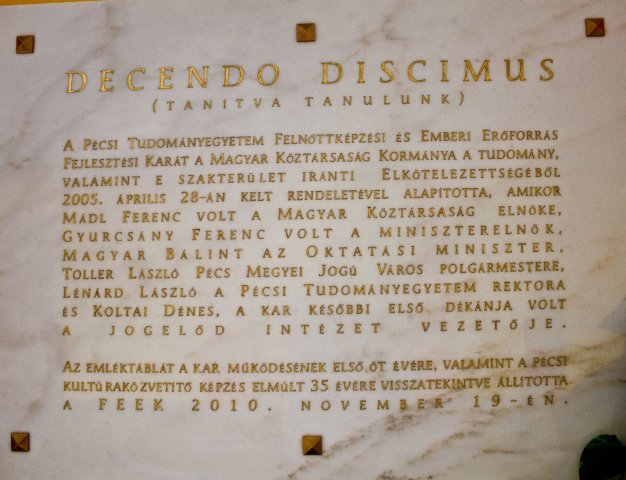 DECENDO DISCIMUS
(TANITVA TANULUNK)
A PÉCSI TUDOMÁNYEGYETEM FELNŐTTKÉPZÉSI ÉS EMBERI ERŐFORRÁS
FEJLESZTÉSI KARÁT A MAGYAR KÖZTÁRSASÁG KORMÁNYA A TUDOMÁNY,
VALAMINT E SZAKTERÜLET IRÁNTI ELKÖTELEZETTSÉGÉBŐL
2005. ÁPRILIS 28-ÁN KELT RENDELETÉVEL ALAPÍTOTTA, AMIKOR
MÁDL FERENC VOLT A MAGYAR KÖZTÁRSASÁG ELNÖKE,
GYURCSÁNY FERENC VOLT A MINISZTERELNÖK,
MAGYAR BÁLINT AZ OKTATÁSI MINISZTER,
TOLLER LÁSZLÓ PÉCS MEGYEI JOGÚ VÁROS POLGÁRMESTERE,
LÉNÁRD LÁSZLÓ A PÉCSI TUDOMÁNYEGYETEM REKTORA
ÉS KOLTAI DÉNES, A KAR KÉSŐBBI ELSŐ DÉKÁNJA VOLT
A JOGELŐD INTÉZET VEZETŐJE.
AZ EMLÉKTÁBLÁT A KAR MŰKÖDÉSÉNEK ELSŐ ÖT ÉVÉRE, VALAMINT A PÉCSI
KULTÚRAKÖZVETÍTŐ KÉPZÉS ELMÚLT 35 ÉVÉRE VISSZATEKINTVE ÁLLÍTOTTA
A FEEK 2010. NOVEMBER 19-ÉN.